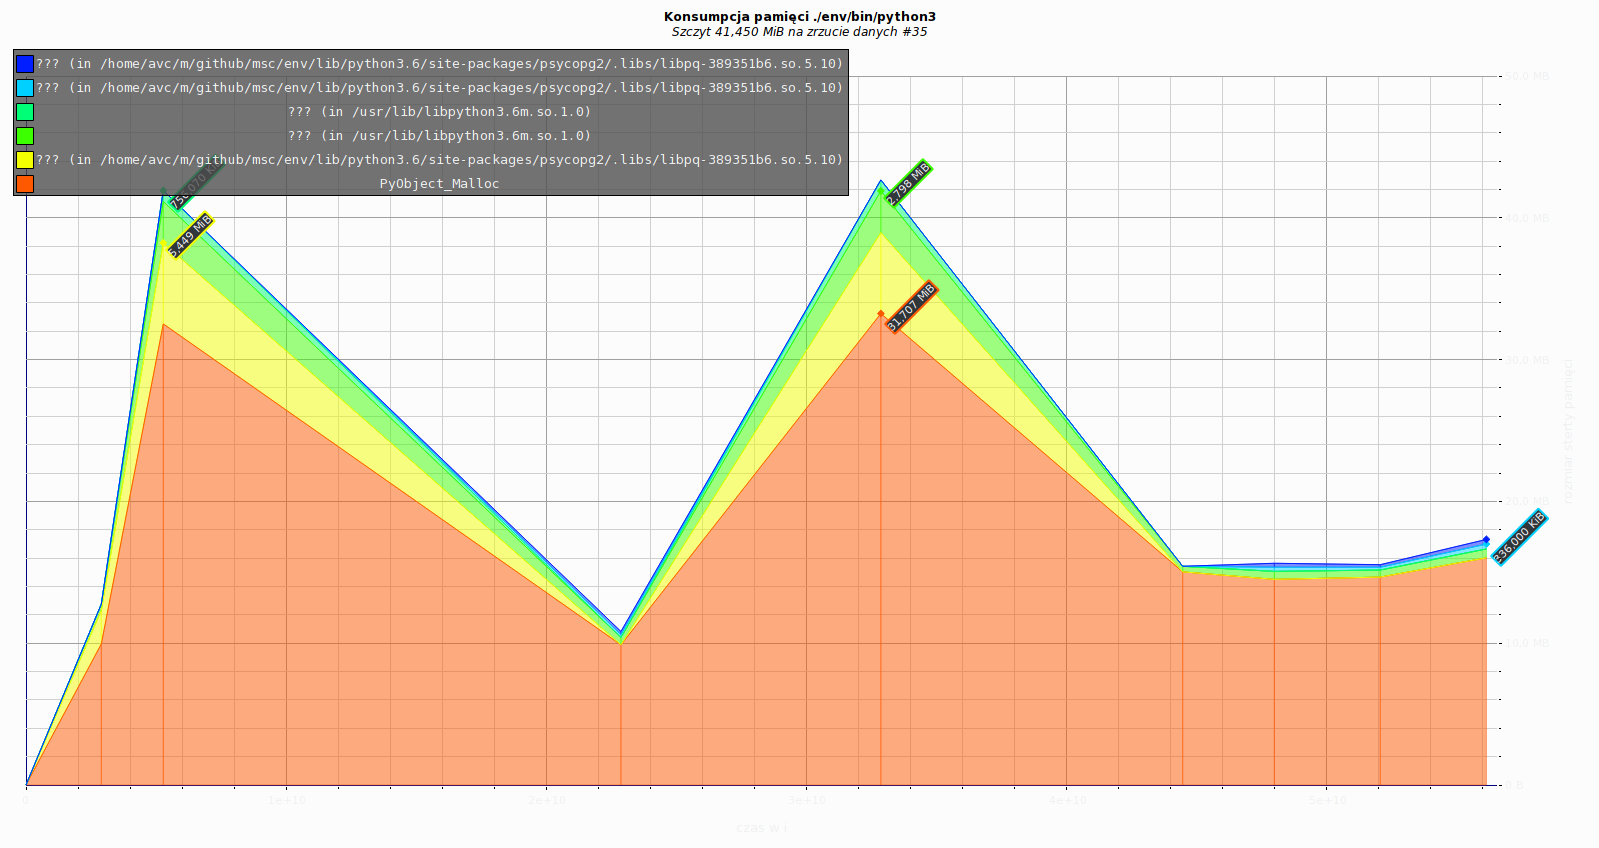 Konsumpcja pamięci ./env/bin/python3
Szczyt 41,450 MiB na zrzucie danych #35
??? (in /home/avc/m/github/msc/env/lib/python3.6/site-packages/psycopg2/.libs/libpq-389351b6.so.5.10)
??? (in /home/avc/m/github/msc/env/lib/python3.6/site-packages/psycopg2/.libs/libpq-389351b6.so.5.10)
??? (in /usr/lib/libpython3.6m.so.1.0)
??? (in /usr/lib/libpython3.6m.so.1.0)
??? (in /home/avc/m/github/msc/env/lib/python3.6/site-packages/psycopg2/.libs/libpq-389351b6.so.5.10)
PyObject_Malloc
756,070 KiB
5,449 MiB
2,798 MiB
31,707 MiB
336,000 KiB
50,0 MB
40,0 MB
30,0 MB
20,0 MB
10,0 MB
0 B
rozmiar sterty pamięci
0
1e+10
2e+10
3e+10
4e+10
5e+10
czas w i